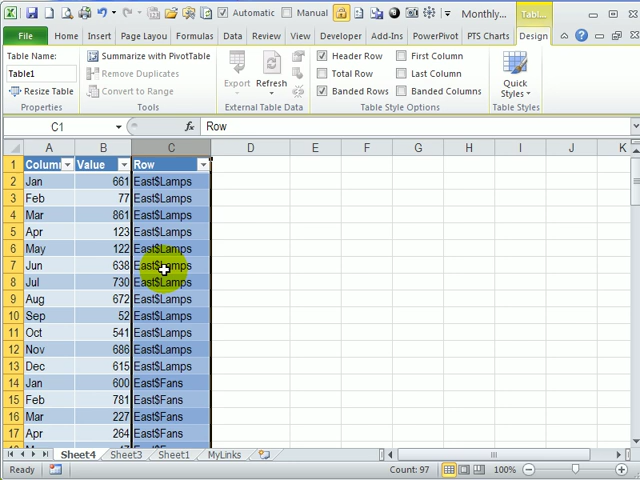 Automatic Manual Monthly... Tabl...
File Home Insert Page Layou Formulas Data Review View Developer Add-Ins PowerPivot PTS Charts Design
Table Name: Summarize with PivotTable Header Row First Column
Table1 Remove Duplicates Export Refresh Total Row Last Column Quick Styles
Resize Table Convert to Range Banded Rows Banded Columns
Properties Tools External Table Data Table Style Options Table Styles
C1 fx Row
A B C D E F G H I J K
1 Colum Value Row
2 Jan 661 East$Lamps
3 Feb 77 East$Lamps
4 Mar 861 East$Lamps
5 Apr 123 East$Lamps
6 May 122 East$Lamps
7 Jun 638 East$Lamps
8 Jul 730 East$Lamps
9 Aug 672 East$Lamps
10 Sep 52 East$Lamps
11 Oct 541 East$Lamps
12 Nov 686 East$Lamps
13 Dec 615 East$Lamps
14 Jan 600 East$Fans
15 Feb 781 East$Fans
16 Mar 227 East$Fans
17 Apr 264 East$Fans
Sheet4 Sheet3 Sheet1 MyLinks
Ready Count: 97 100%